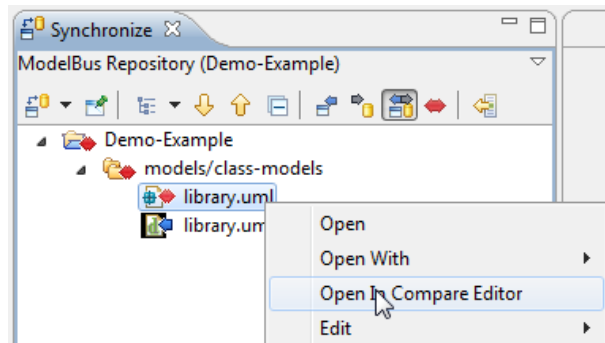 Synchronize
ModelBus Repository (Demo-Example)
Demo-Example
models/class-models
library.uml
library.um
Open
Open With
Open In Compare Editor
Edit